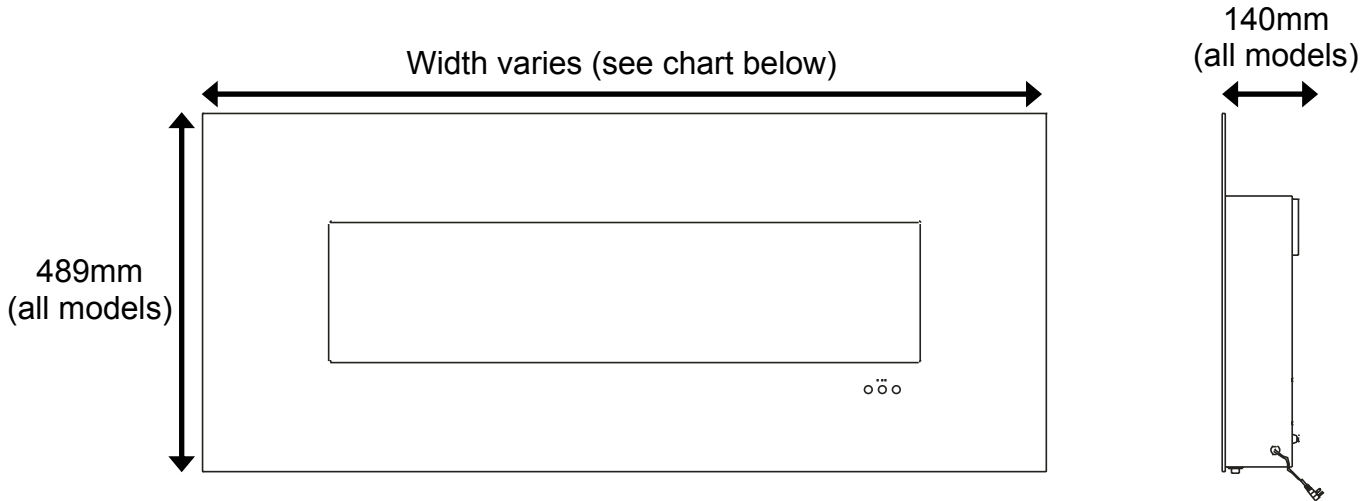 140mm
(all models)
Width varies (see chart below)
489mm
(all models)